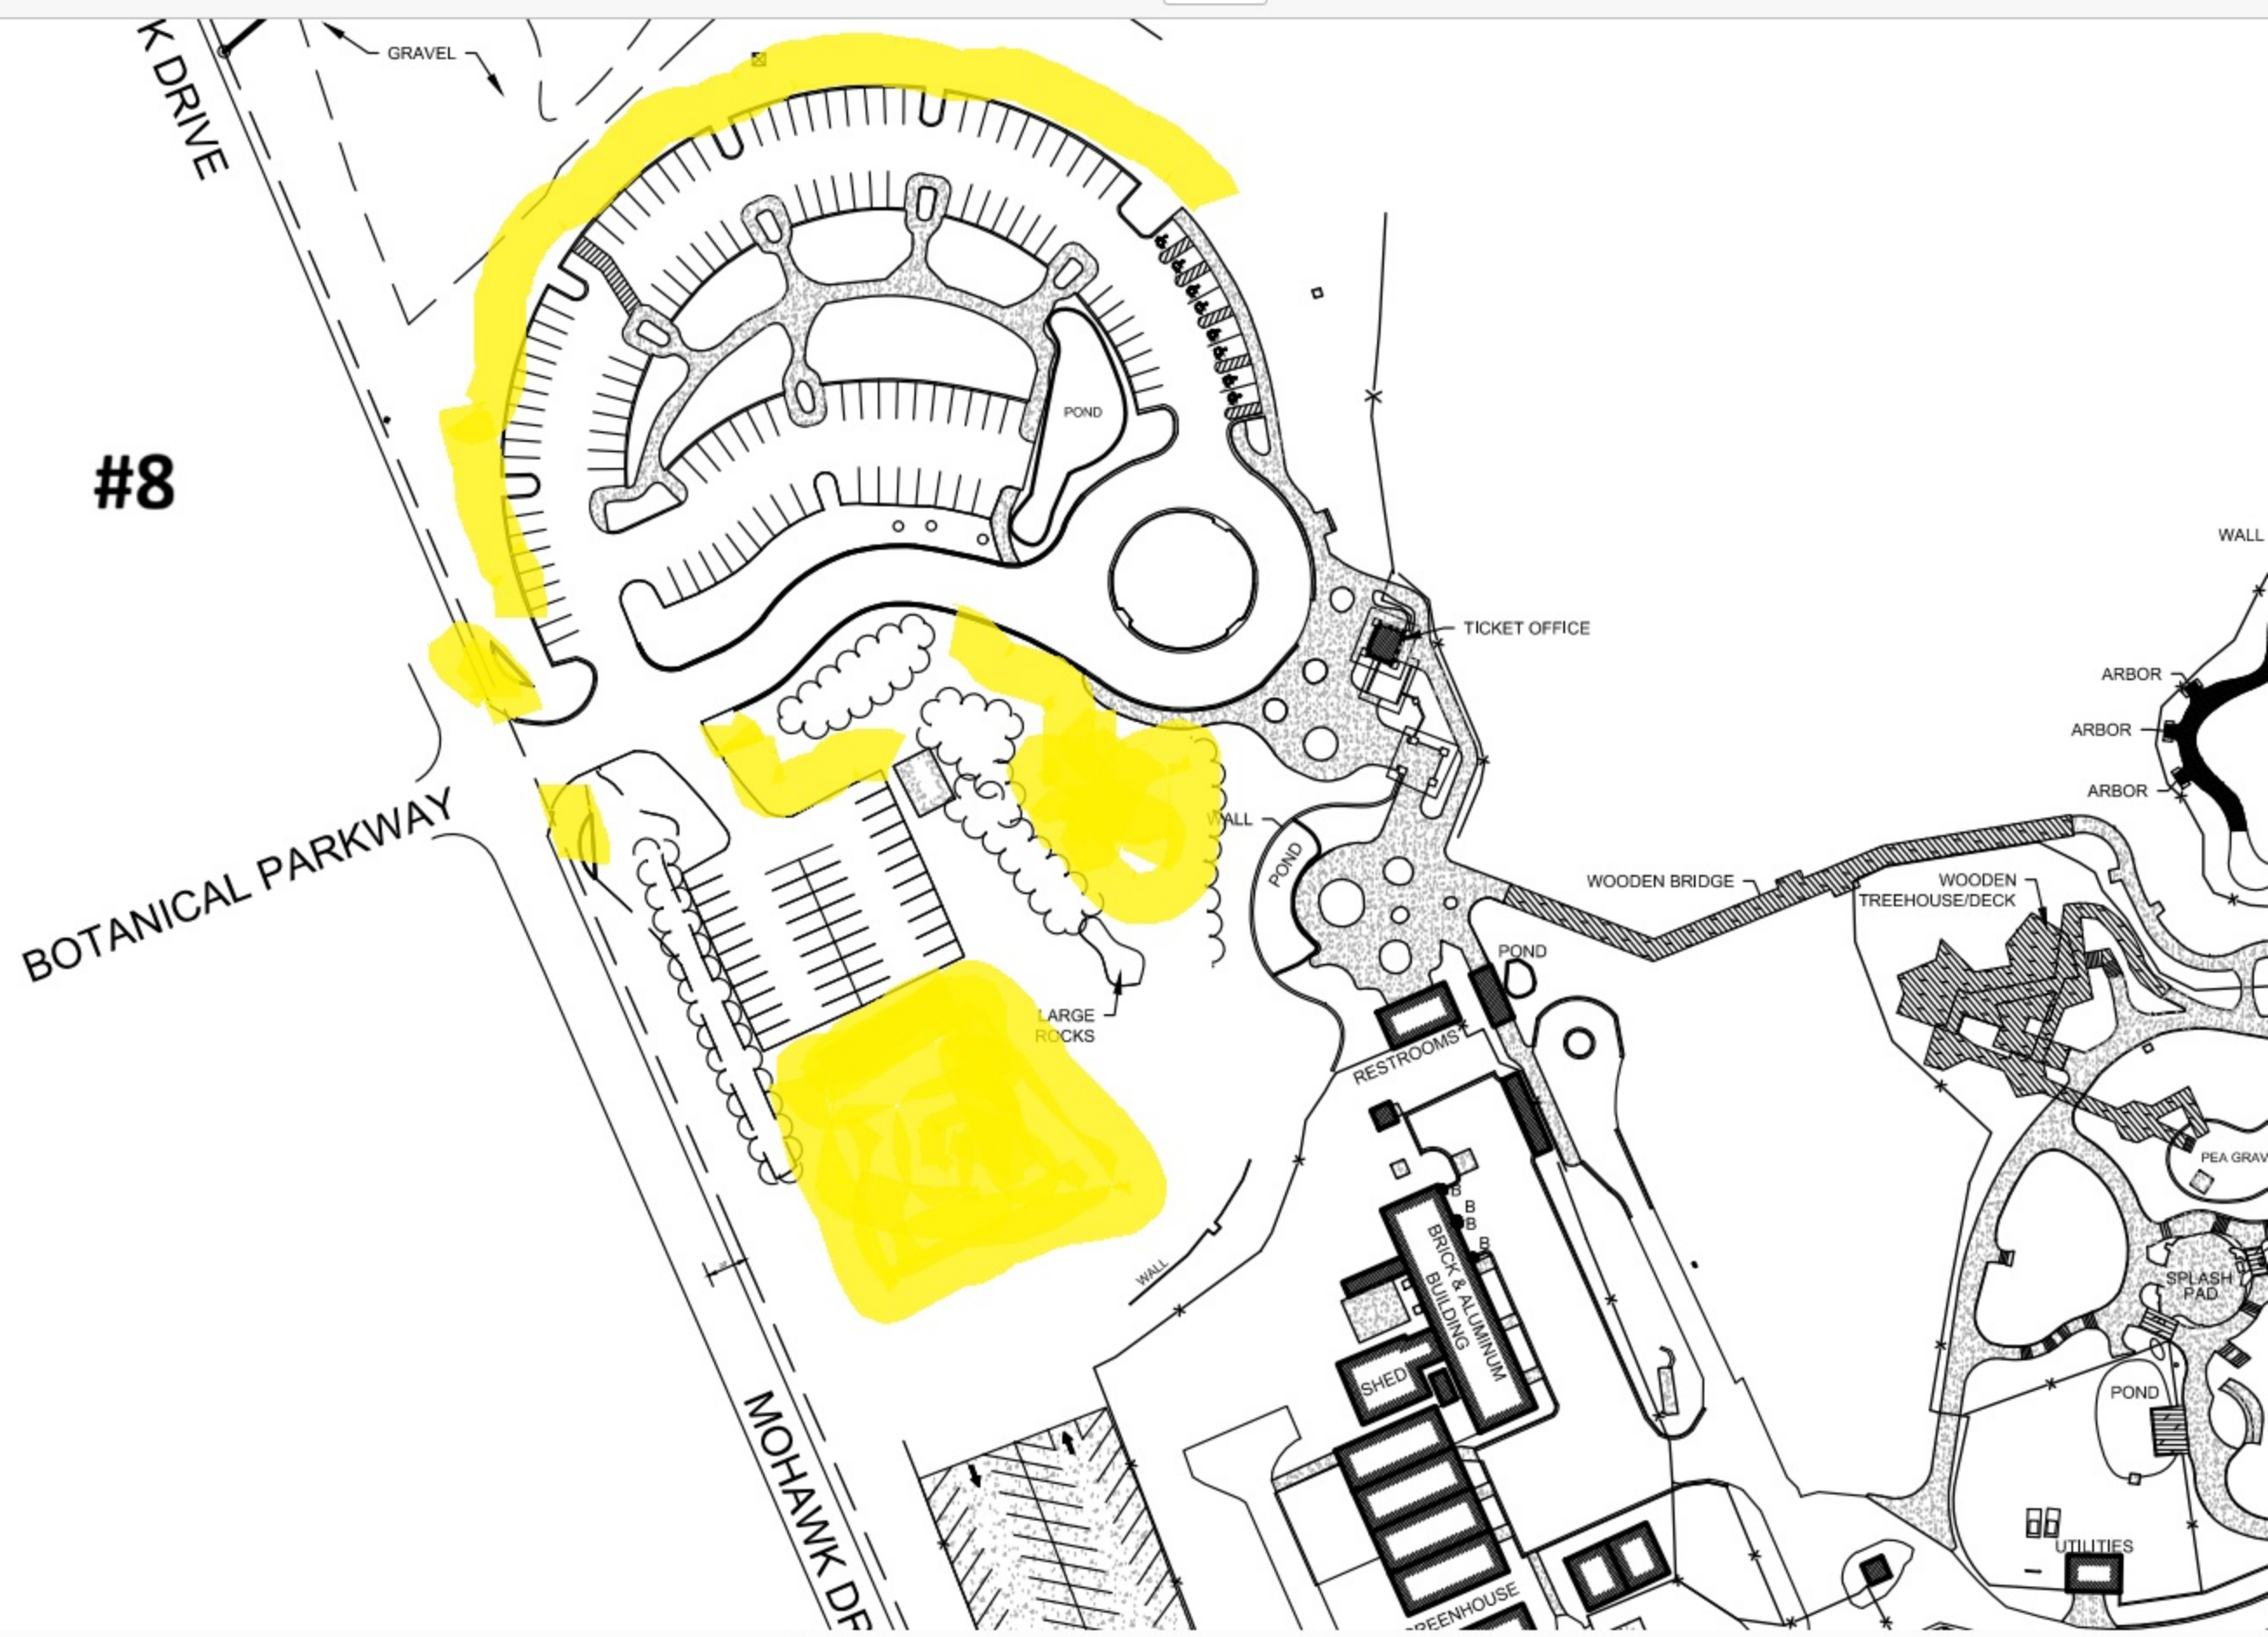 K DRIVE
GRAVEL
#8
POND
TICKET OFFICE
WALL
ARBOR
ARBOR
ARBOR
BOTANICAL PARKWAY
WALL
POND
WOODEN BRIDGE
WOODEN
TREEHOUSE/DECK
POND
LARGE
ROCKS
RESTROOMS
PEA GRAV
B
B
B
B
WALL
BRICK & ALUMINUM
BUILDING
SPLASH
PAD
SHED
POND
MOHAWK DR
UTILITIES
REENHOUSE